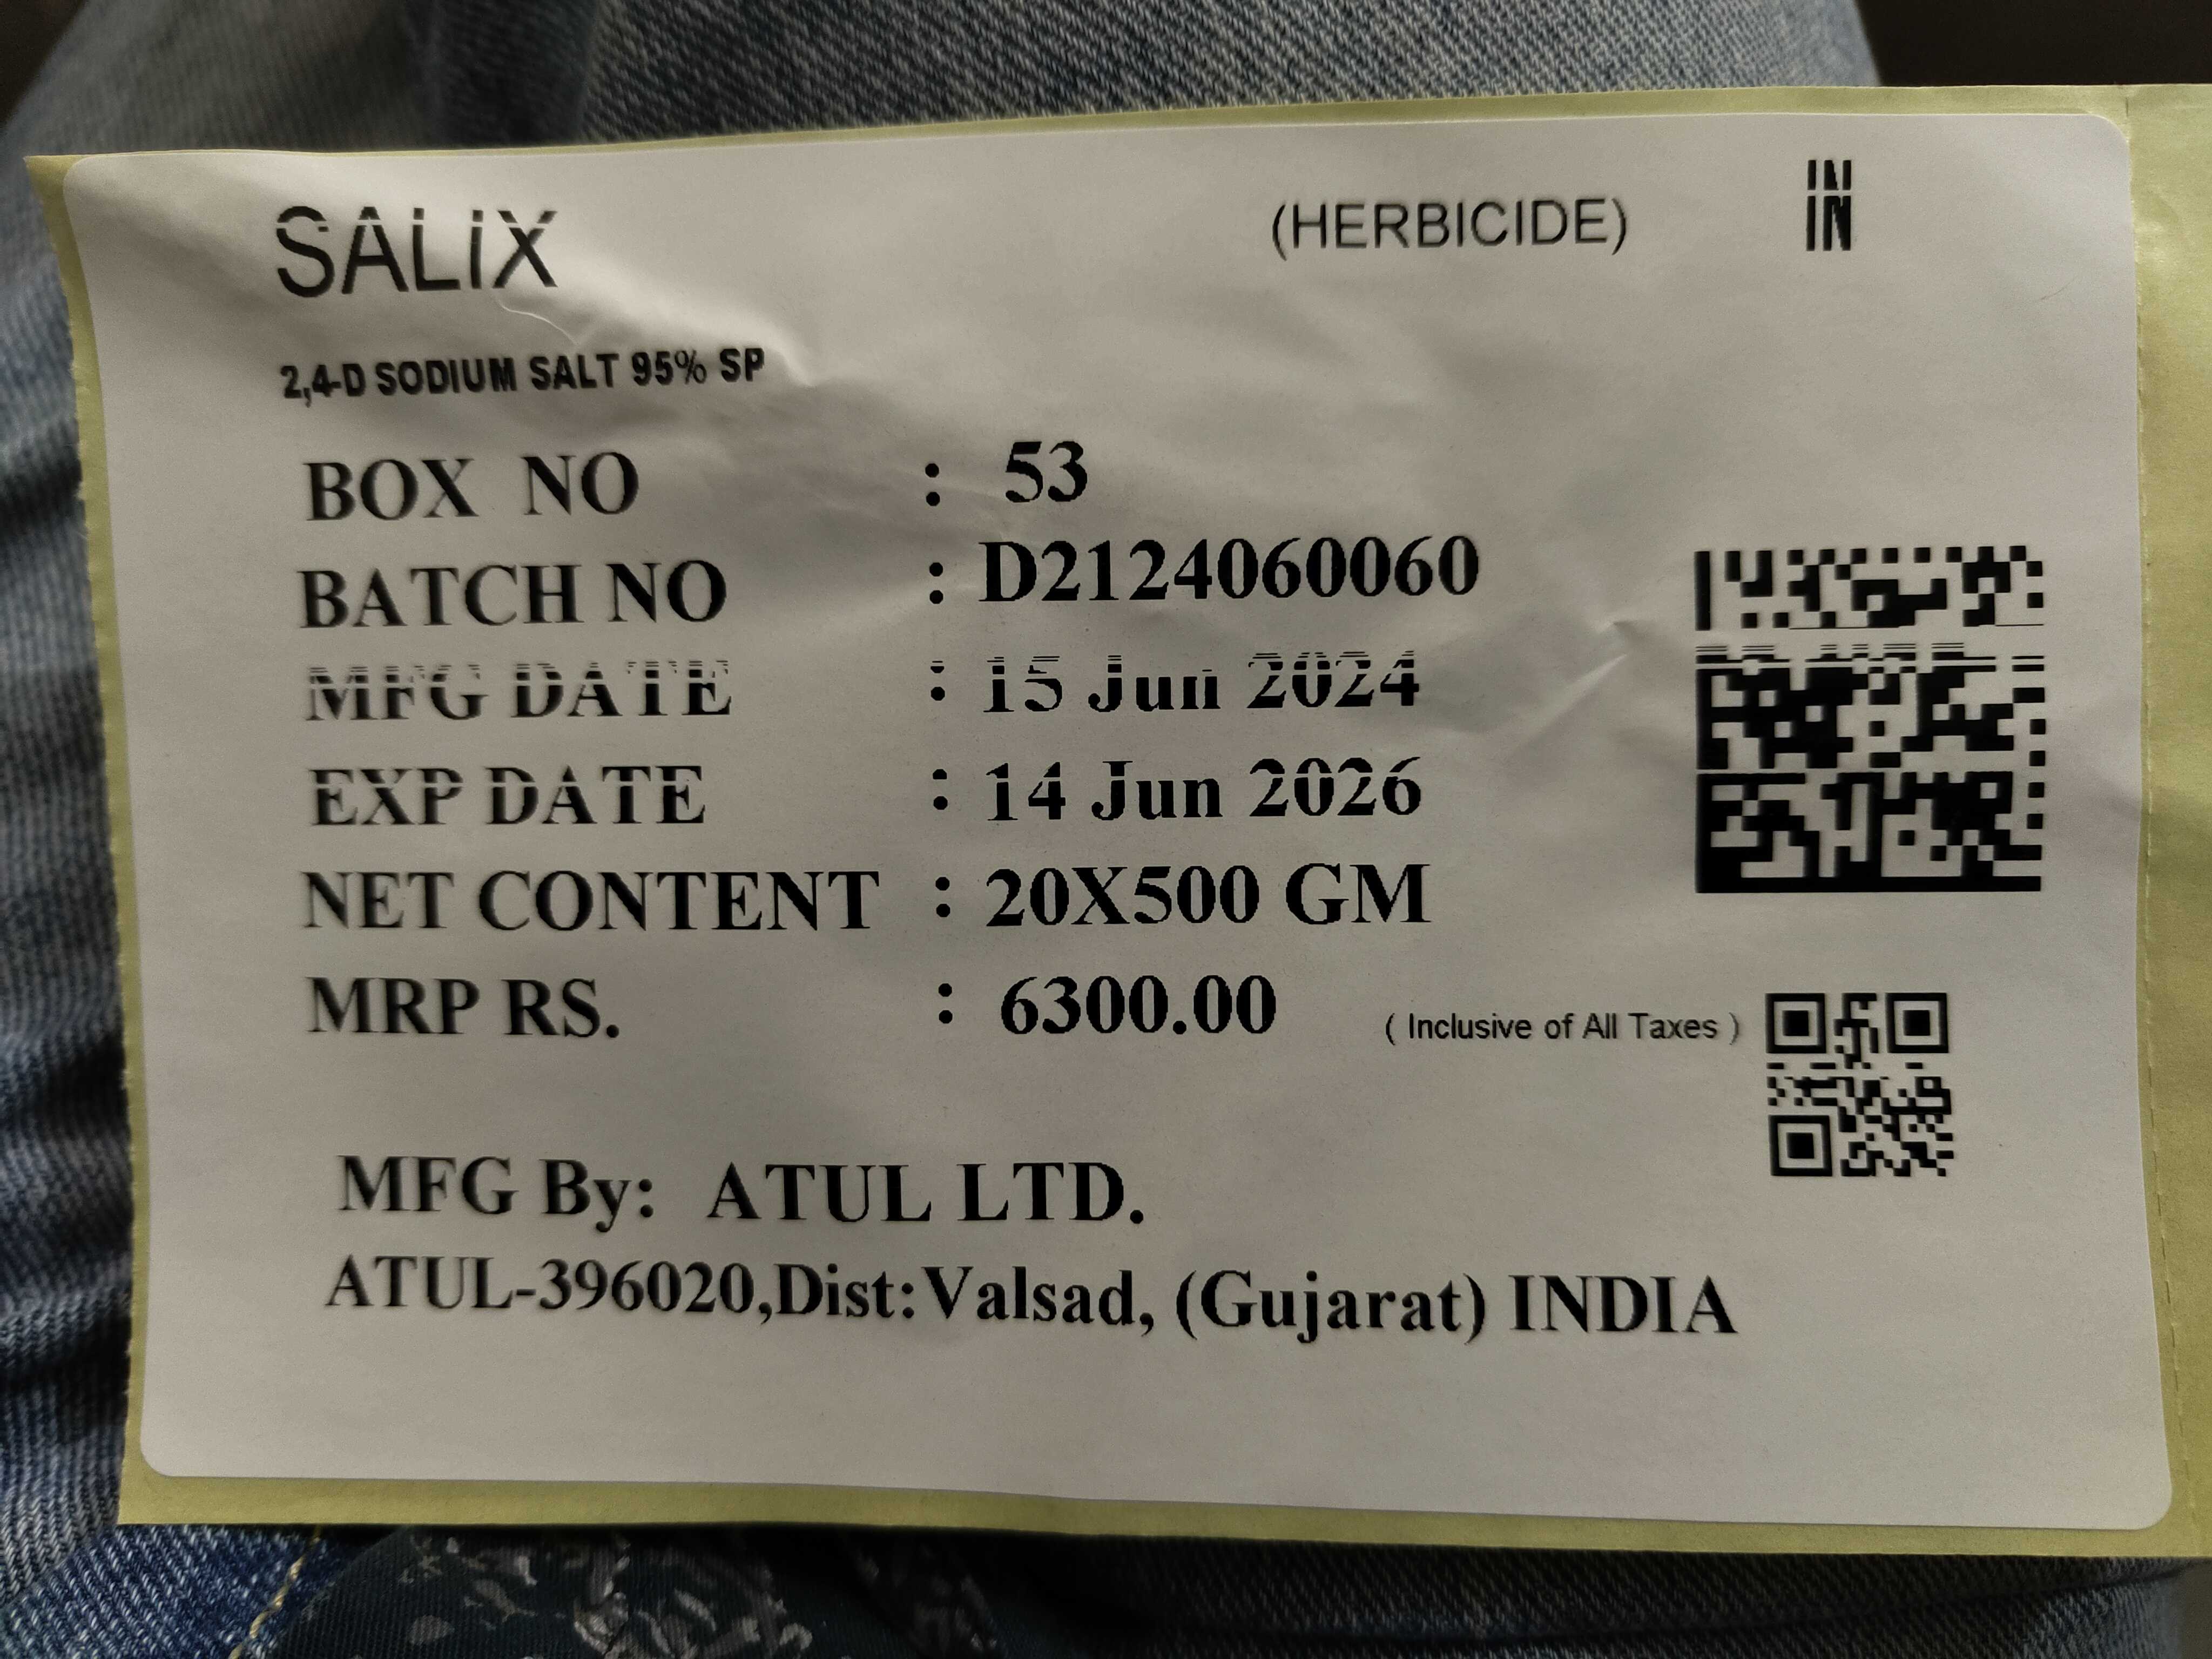 SALIX (HERBICIDE) IN
2,4-D SODIUM SALT 95% SP
BOX NO : 53
BATCH NO : D2124060060
MFG DATE : 15 Jun 2024
EXP DATE : 14 Jun 2026
NET CONTENT : 20X500 GM
MRP RS. : 6300.00 ( Inclusive of All Taxes )
MFG By: ATUL LTD.
ATUL-396020,Dist:Valsad, (Gujarat) INDIA